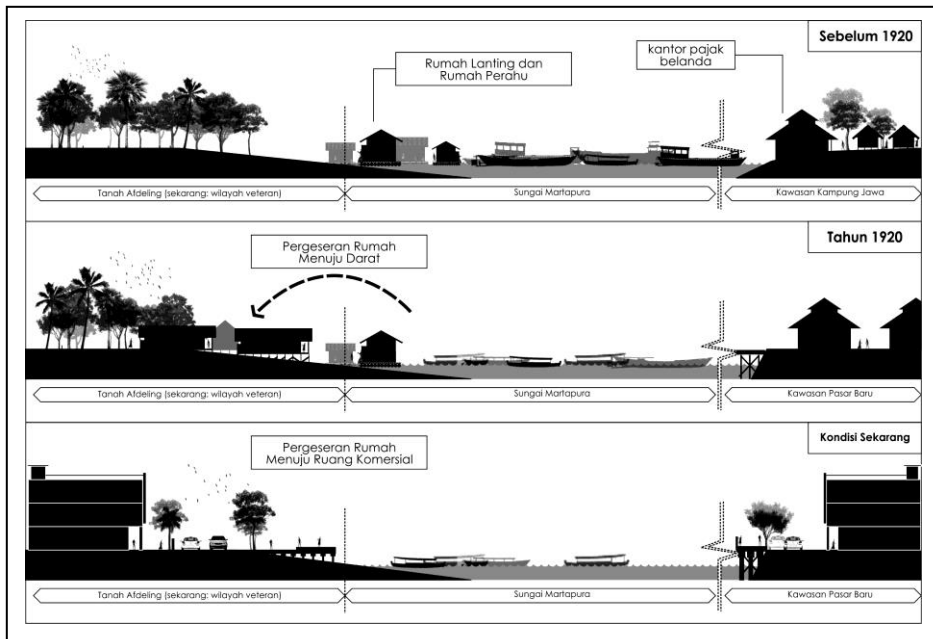 Sebelum 1920
Rumah Lanting dan
Rumah Perahu
kantor pajak
belanda
Tanah Afdeling (sekarang: wilayah veteran)
Sungai Martapura
Kawasan Kampung Jawa
Tahun 1920
Pergeseran Rumah
Menuju Darat
Tanah Afdeling (sekarang: wilayah veteran)
Sungai Martapura
Kawasan Pasar Baru
Kondisi Sekarang
Pergeseran Rumah
Menuju Ruang Komersial
Tanah Afdeling (sekarang: wilayah veteran)
Sungai Martapura
Kawasan Pasar Baru